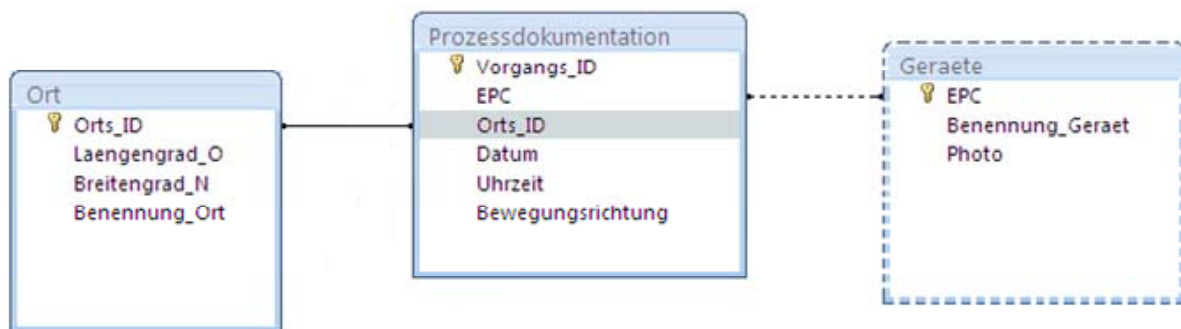 Ort
Orts_ID
Laengengrad_O
Breitengrad_N
Benennung_Ort
Prozessdokumentation
Vorgangs_ID
EPC
Orts_ID
Datum
Uhrzeit
Bewegungsrichtung
Geraete
EPC
Benennung_Geraet
Photo